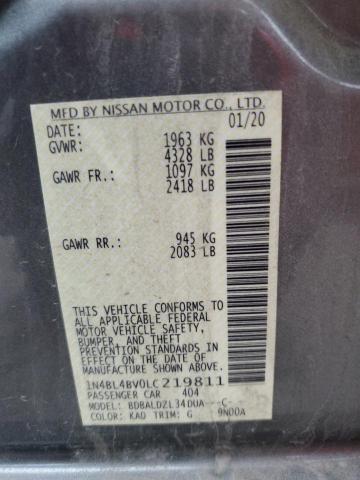 MFD BY NISSAN MOTOR CO., LTD.
DATE: 01/20
GVWR: 1963 KG
4328 LB
GAWR FR.: 1097 KG
2418 LB
GAWR RR.: 945 KG
2083 LB
THIS VEHICLE CONFORMS TO
ALL APPLICABLE FEDERAL
MOTOR VEHICLE SAFETY,
BUMPER, AND THEFT
PREVENTION STANDARDS IN
EFFECT ON THE DATE OF
MANUFACTURE SHOWN ABOVE.
1N4BL4BV0LC219811
PASSENGER CAR 404
MODEL: BDBALDZL34DUA---C-
COLOR: KAD TRIM: G 9N00A